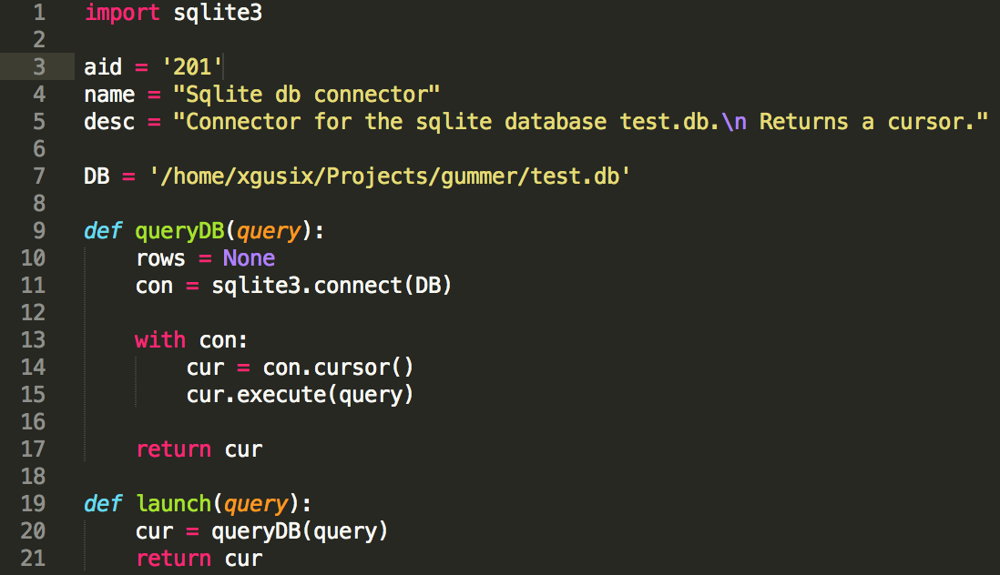 1 import sqlite3
2
3 aid = '201'
4 name = "Sqlite db connector"
5 desc = "Connector for the sqlite database test.db.\n Returns a cursor."
6
7 DB = '/home/xgusix/Projects/gummer/test.db'
8
9 def queryDB(query):
10     rows = None
11     con = sqlite3.connect(DB)
12
13     with con:
14         cur = con.cursor()
15         cur.execute(query)
16
17     return cur
18
19 def launch(query):
20     cur = queryDB(query)
21     return cur